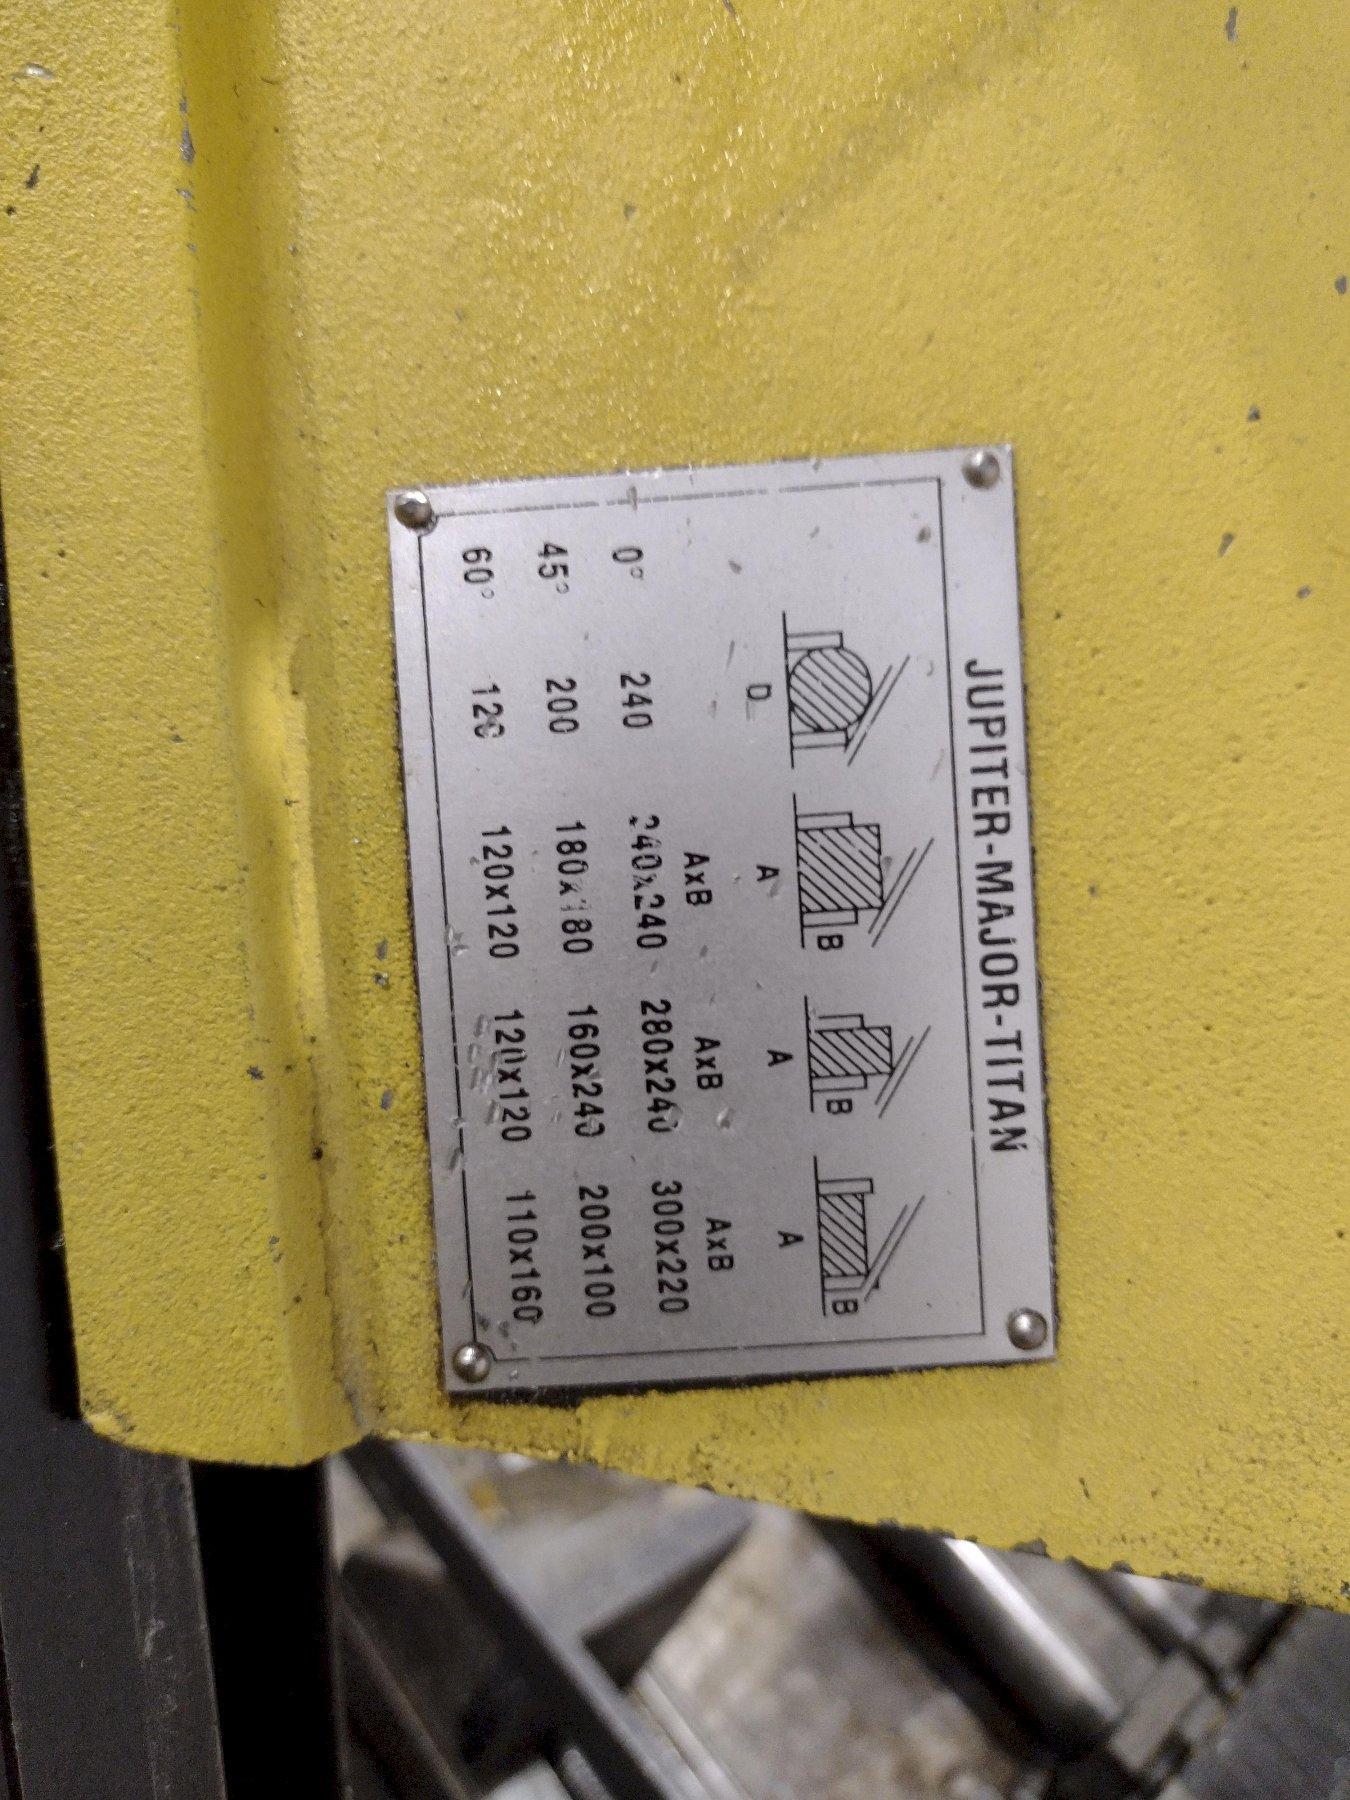 JUPITER-MAJOR-TITAN
B B B
D A A A
AxB AxB AxB
0° 240 240x240 280x240 300x220
45° 200 180x180 160x240 200x100
60° 120 120x120 120x120 110x160